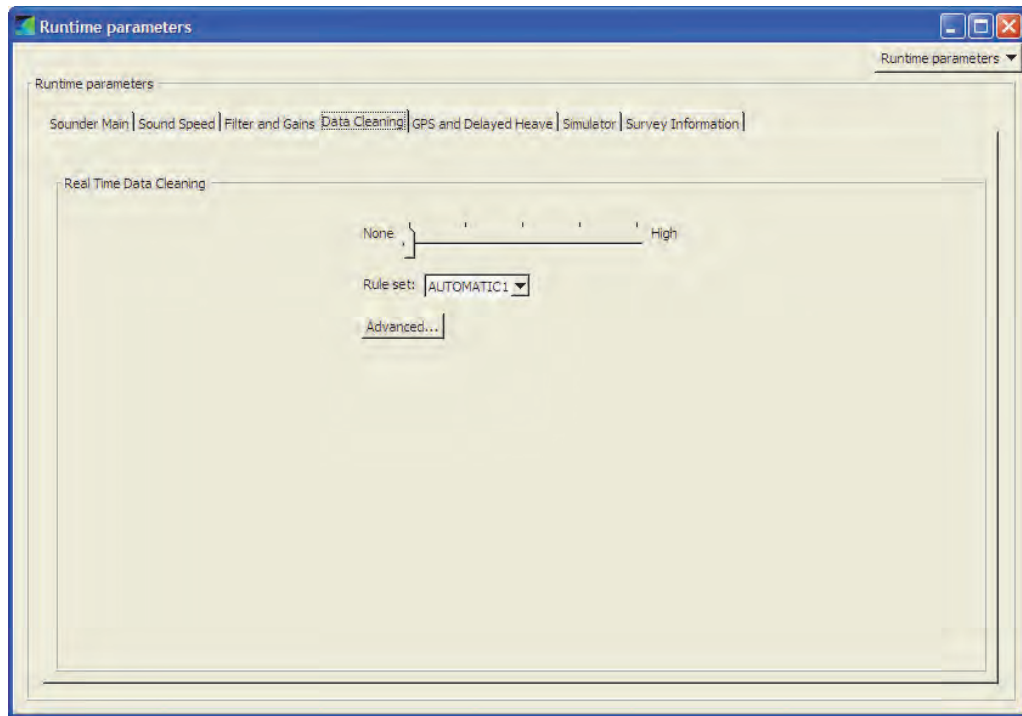 Runtime parameters
Runtime parameters
Runtime parameters
Sounder Main Sound Speed Filter and Gains Data Cleaning GPS and Delayed Heave Simulator Survey Information
Real Time Data Cleaning
None High
Rule set: AUTOMATIC1
Advanced...